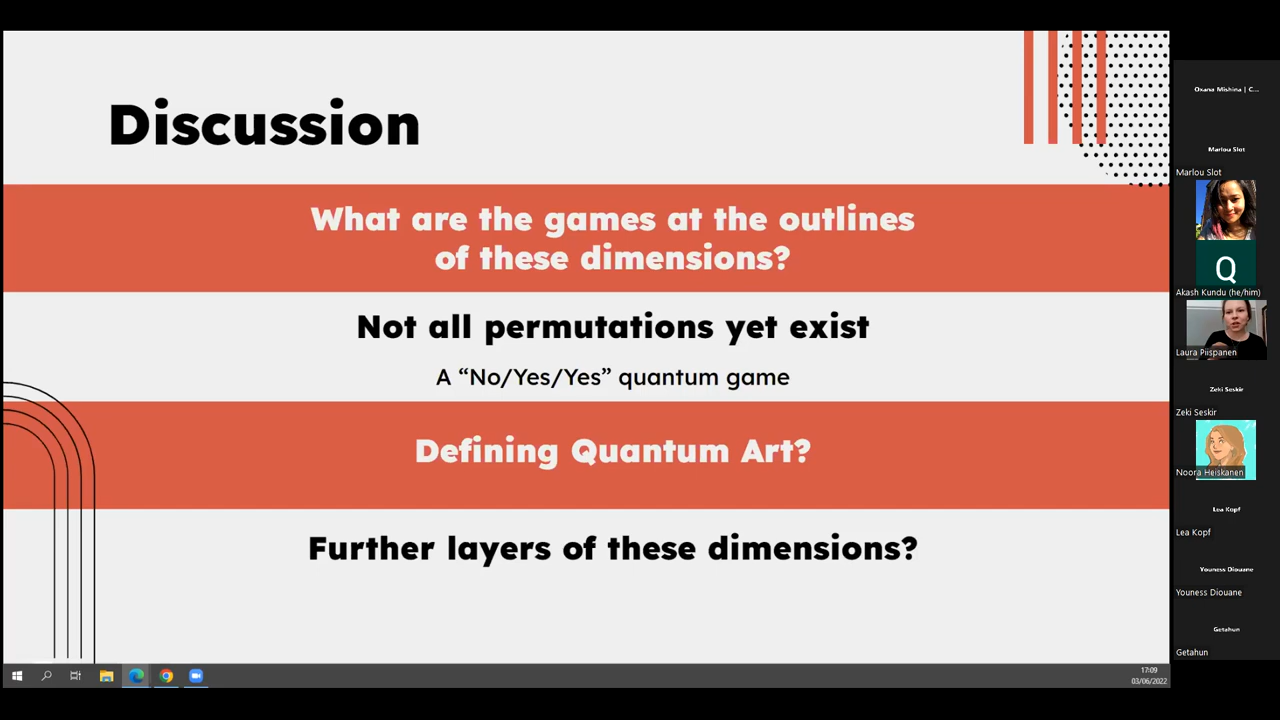 Discussion
What are the games at the outlines
of these dimensions?
Not all permutations yet exist
A “No/Yes/Yes” quantum game
Defining Quantum Art?
Further layers of these dimensions?
17:09
03/06/2022
Oxana Mishina | C...
Marlou Slot
Marlou Slot
Q
Akash Kundu (he/him)
Laura Piispanen
Zeki Seskir
Zeki Seskir
Noora Heiskanen
Lea Kopf
Lea Kopf
Youness Diouane
Youness Diouane
Getahun
Getahun